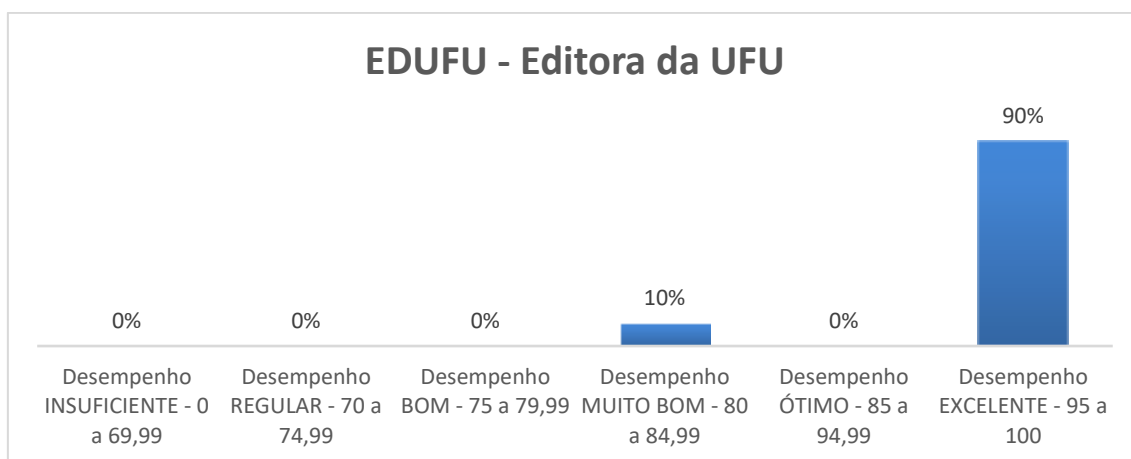 EDUFU - Editora da UFU
90%
10%
0%
0%
0%
0%
Desempenho
INSUFICIENTE - 0
a 69,99
Desempenho
REGULAR - 70 a
74,99
Desempenho
BOM - 75 a 79,99
Desempenho
MUITO BOM - 80
a 84,99
Desempenho
ÓTIMO - 85 a
94,99
Desempenho
EXCELENTE - 95 a
100